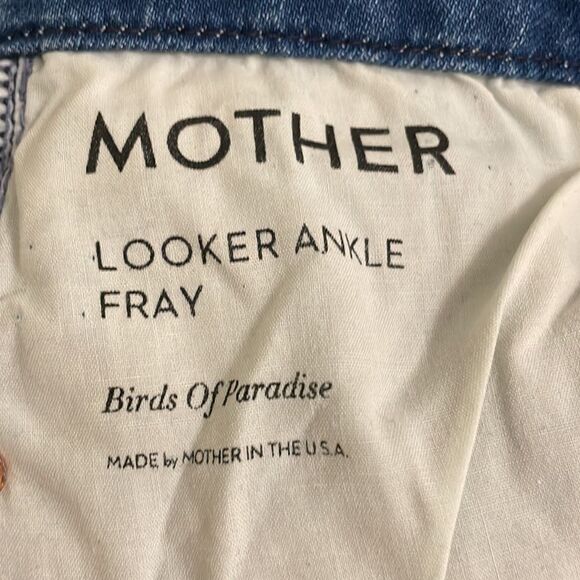 MOTHER
LOOKER ANKLE
FRAY
Birds Of Paradise
MADE by MOTHER IN THE U.S.A.